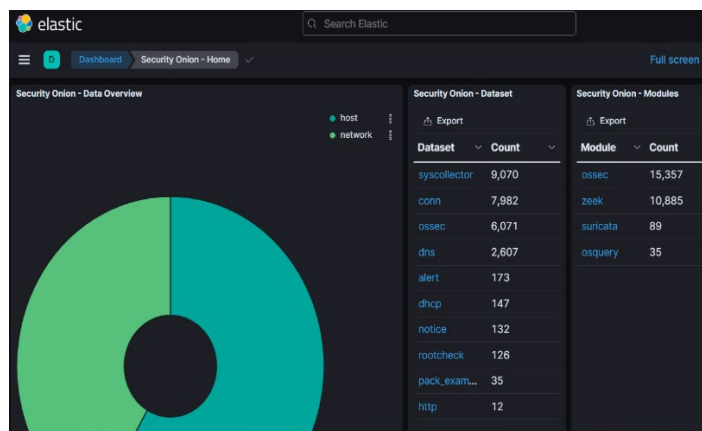 elastic
Search Elastic
D
Dashboard
Security Onion - Home
Full screen
Security Onion - Data Overview
host
network
Security Onion - Dataset
Export
Dataset Count
syscollector 9,070
conn 7,982
ossec 6,071
dns 2,607
alert 173
dhcp 147
notice 132
rootcheck 126
pack_exam... 35
http 12
Security Onion - Modules
Export
Module Count
ossec 15,357
zeek 10,885
suricata 89
osquery 35